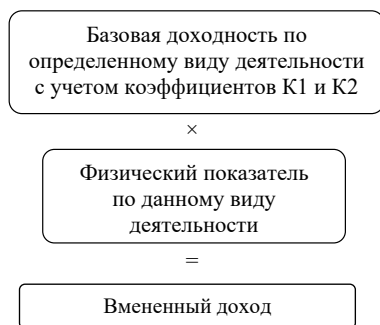 Базовая доходность по
определенному виду деятельности
с учетом коэффициентов К1 и К2
×
Физический показатель
по данному виду
деятельности
=
Вмененный доход